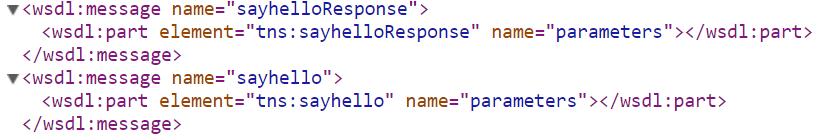 ▼<wsdl:message name="sayhelloResponse">
<wsdl:part element="tns:sayhelloResponse" name="parameters"></wsdl:part>
</wsdl:message>
▼<wsdl:message name="sayhello">
<wsdl:part element="tns:sayhello" name="parameters"></wsdl:part>
</wsdl:message>